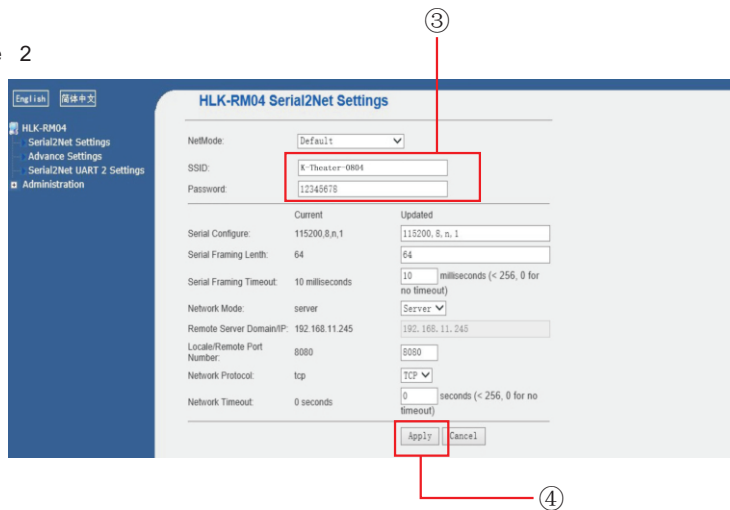 ③
e 2
English 简体中文
HLK-RM04 Serial2Net Settings
HLK-RM04
Serial2Net Settings
Advance Settings
Serial2Net UART 2 Settings
Administration
NetMode: Default
SSID: K-Theater-0804
Password: 12345678
Current Updated
Serial Configure: 115200,8,n,1 115200,8,n,1
Serial Framing Lenth: 64 64
Serial Framing Timeout: 10 milliseconds 10 milliseconds (< 256, 0 for
no timeout)
Network Mode: server Server
Remote Server Domain/IP: 192.168.11.245 192.168.11.245
Locale/Remote Port
Number: 8080 8080
Network Protocol: tcp TCP
Network Timeout: 0 seconds 0 seconds (< 256, 0 for no
timeout)
Apply Cancel
④